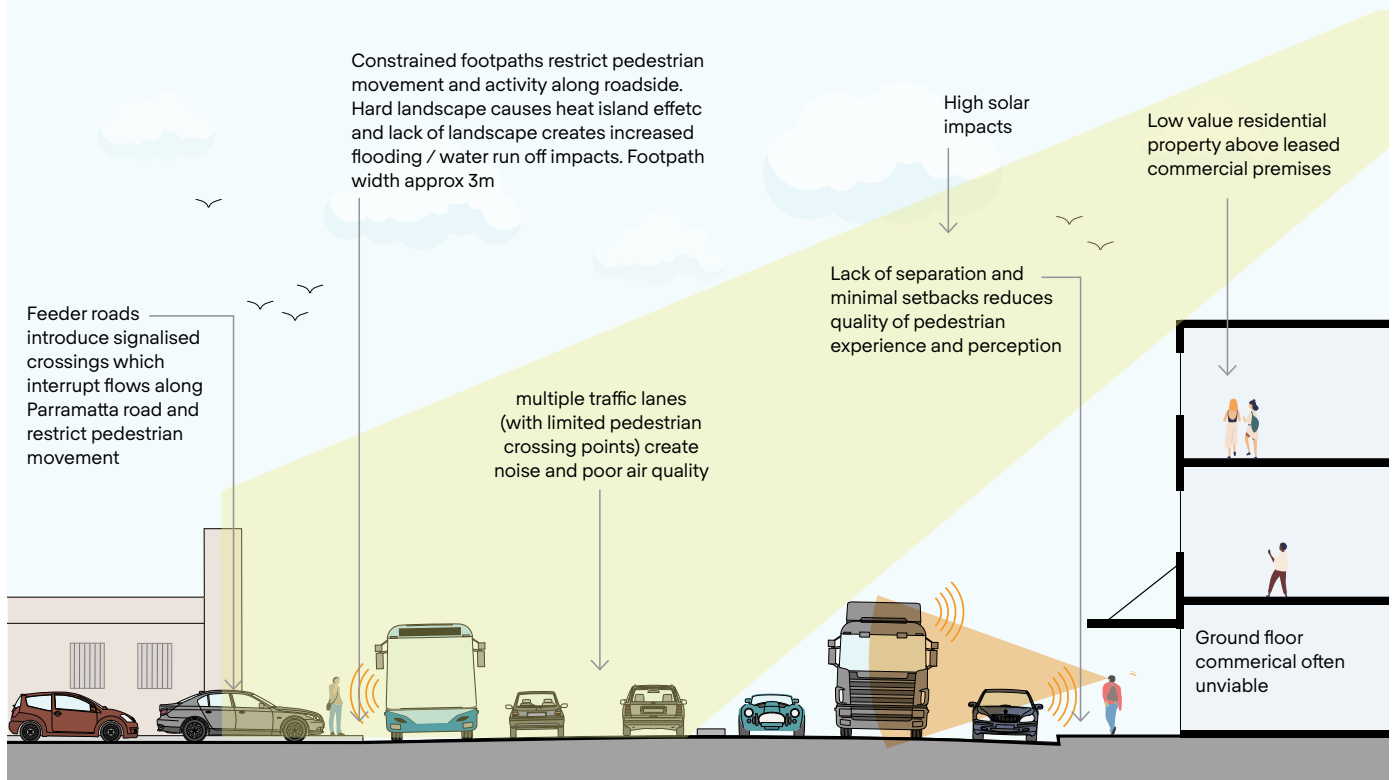 Constrained footpaths restrict pedestrian
movement and activity along roadside.
Hard landscape causes heat island effetc
and lack of landscape creates increased
flooding / water run off impacts. Footpath
width approx 3m
High solar
impacts
Low value residential
property above leased
commercial premises
Lack of separation and
minimal setbacks reduces
quality of pedestrian
experience and perception
Feeder roads
introduce signalised
crossings which
interrupt flows along
Parramatta road and
restrict pedestrian
movement
multiple traffic lanes
(with limited pedestrian
crossing points) create
noise and poor air quality
Ground floor
commerical often
unviable